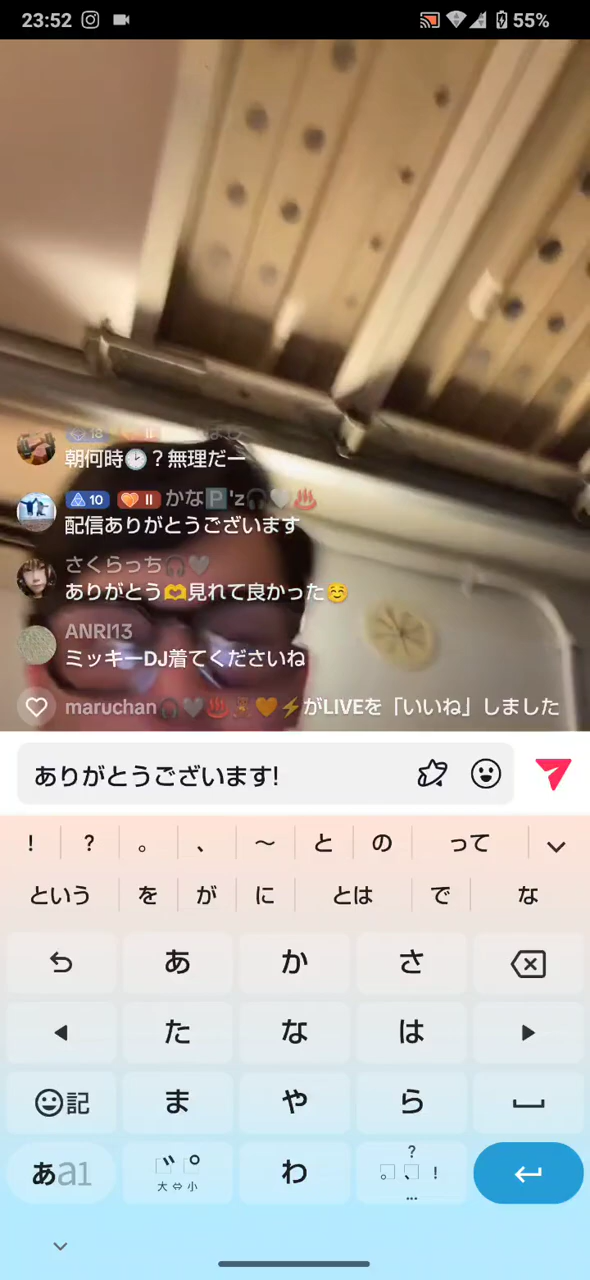 23:52 55%
朝何時🕑？無理だー
10 II かな🅿'z🎧🤍♨
配信ありがとうございます
さくらっち🎧🤍
ありがとう🫶見れて良かった☺
ANRI13
ミッキーDJ着てくださいね
maruchan🎧🩶♨🧸🧡⚡がLIVEを「いいね」しました
ありがとうございます!
! ? 。 、 〜 と の って
という を が に とは で な
あ か さ
た な は
記 ま や ら
あa1 大⇔小 わ 。、?!…